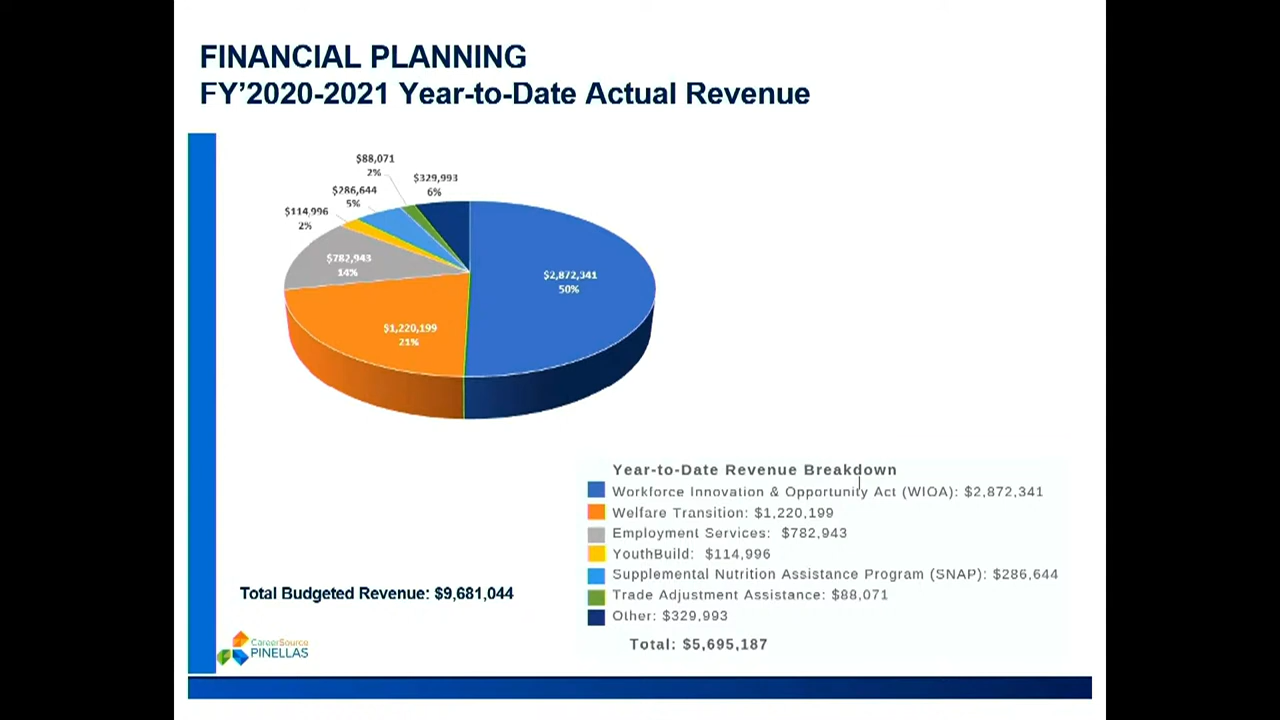 FINANCIAL PLANNING
FY'2020-2021 Year-to-Date Actual Revenue
$88,071
2%
$329,993
6%
$286,644
5%
$114,996
2%
$782,943
14%
$2,872,341
50%
$1,220,199
21%
Year-to-Date Revenue Breakdown
Workforce Innovation & Opportunity Act (WIOA): $2,872,341
Welfare Transition: $1,220,199
Employment Services: $782,943
YouthBuild: $114,996
Supplemental Nutrition Assistance Program (SNAP): $286,644
Trade Adjustment Assistance: $88,071
Other: $329,993
Total: $5,695,187
Total Budgeted Revenue: $9,681,044
CareerSource
PINELLAS